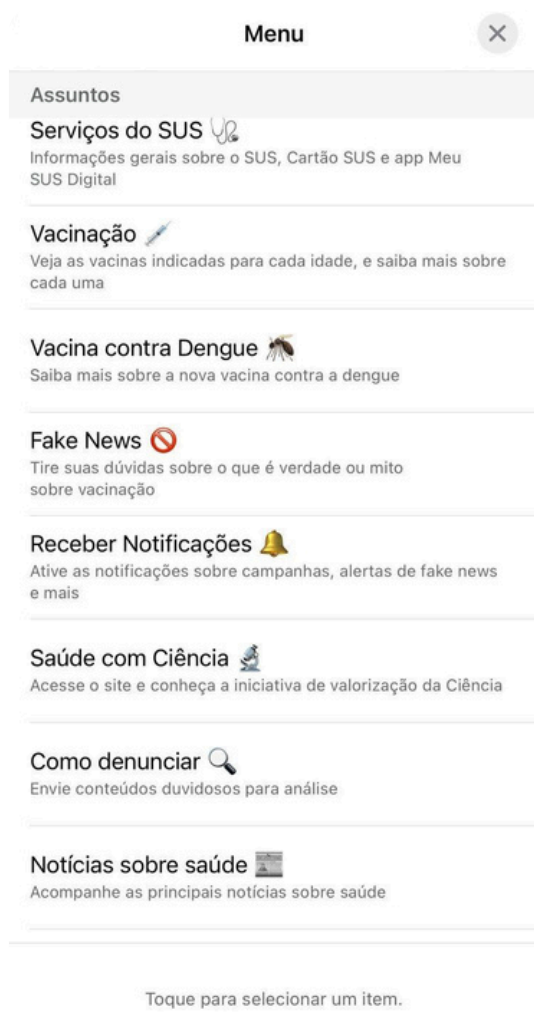 Menu
Assuntos
Serviços do SUS 🩺
Informações gerais sobre o SUS, Cartão SUS e app Meu
SUS Digital
Vacinação 💉
Veja as vacinas indicadas para cada idade, e saiba mais sobre
cada uma
Vacina contra Dengue 🦟
Saiba mais sobre a nova vacina contra a dengue
Fake News 🚫
Tire suas dúvidas sobre o que é verdade ou mito
sobre vacinação
Receber Notificações 🔔
Ative as notificações sobre campanhas, alertas de fake news
e mais
Saúde com Ciência 🔬
Acesse o site e conheça a iniciativa de valorização da Ciência
Como denunciar 🔍
Envie conteúdos duvidosos para análise
Notícias sobre saúde 📰
Acompanhe as principais notícias sobre saúde
Toque para selecionar um item.